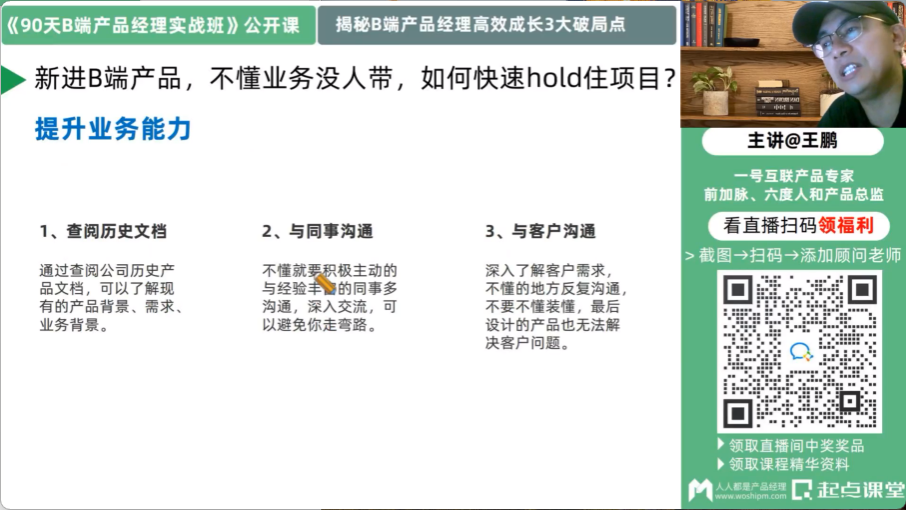 《90天B端产品经理实战班》公开课
揭秘B端产品经理高效成长3大破局点
新进B端产品，不懂业务没人带，如何快速hold住项目？
提升业务能力
1、查阅历史文档
通过查阅公司历史产
品文档，可以了解现
有的产品背景、需求、
业务背景。
2、与同事沟通
不懂就要积极主动的
与经验丰的同事多
沟通，深入交流，可
以避免你走弯路。
3、与客户沟通
深入了解客户需求，
不懂的地方反复沟通，
不要不懂装懂，最后
设计的产品也无法解
决客户问题。
主讲@王鹏
一号互联产品专家
前加脉、六度人和产品总监
看直播扫码领福利
>截图→扫码→添加顾问老师
领取直播间中奖奖品
领取课程精华资料
人人都是产品经理
www.woshipm.com
起点课堂